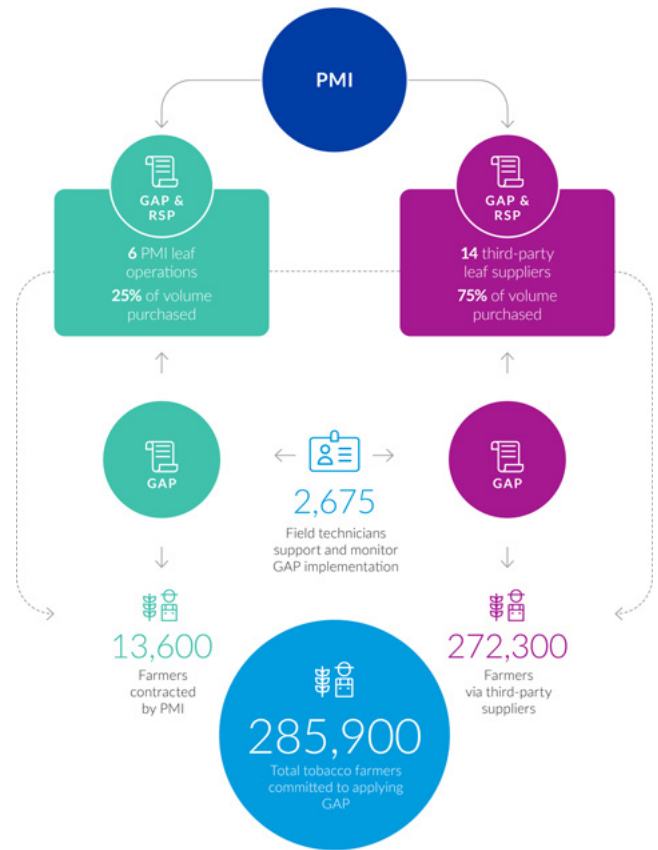 PMI
GAP &
RSP
6 PMI leaf
operations
25% of volume
purchased
GAP &
RSP
14 third-party
leaf suppliers
75% of volume
purchased
GAP
2,675
Field technicians
support and monitor
GAP implementation
GAP
13,600
Farmers
contracted
by PMI
285,900
Total tobacco farmers
committed to applying
GAP
272,300
Farmers
via third-party
suppliers